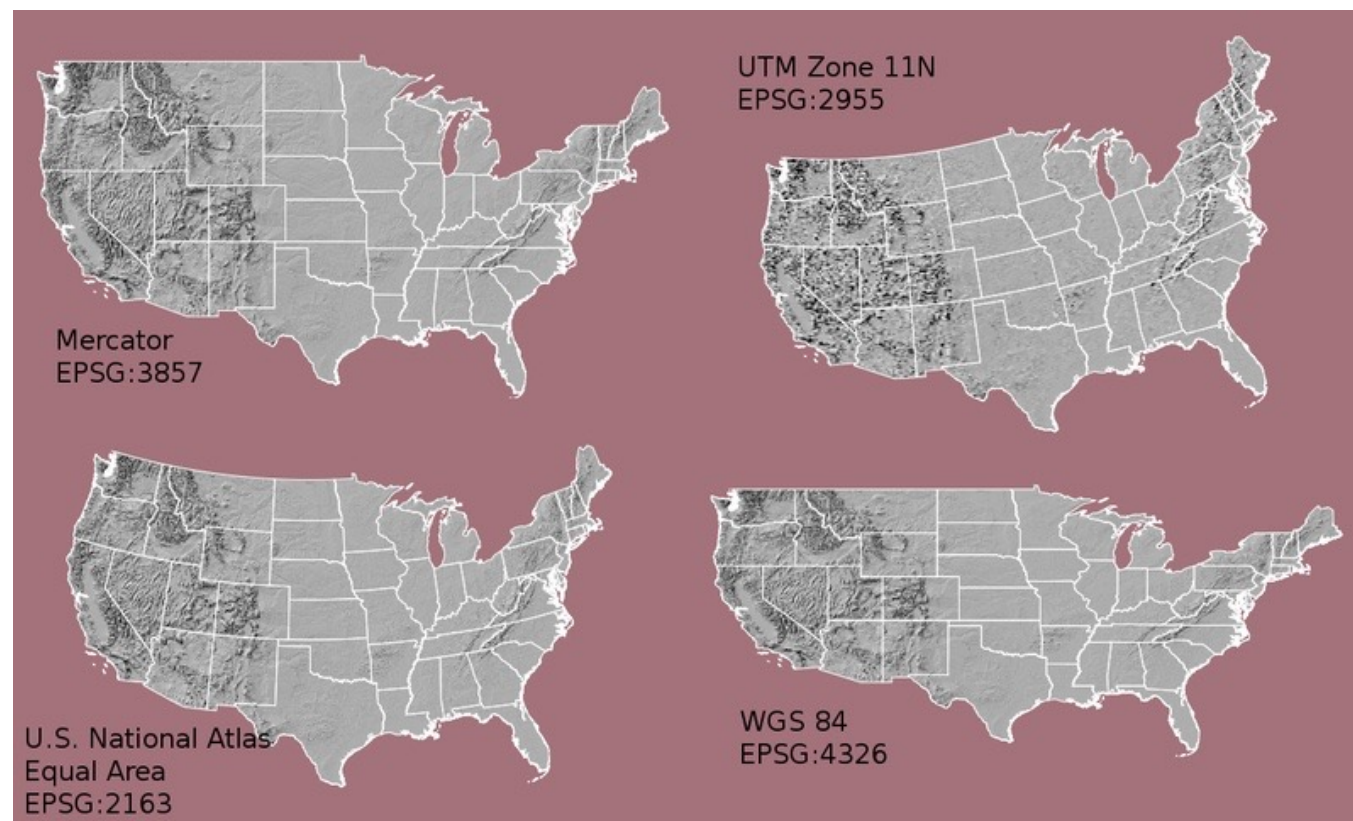 Mercator
EPSG:3857
UTM Zone 11N
EPSG:2955
U.S. National Atlas
Equal Area
EPSG:2163
WGS 84
EPSG:4326